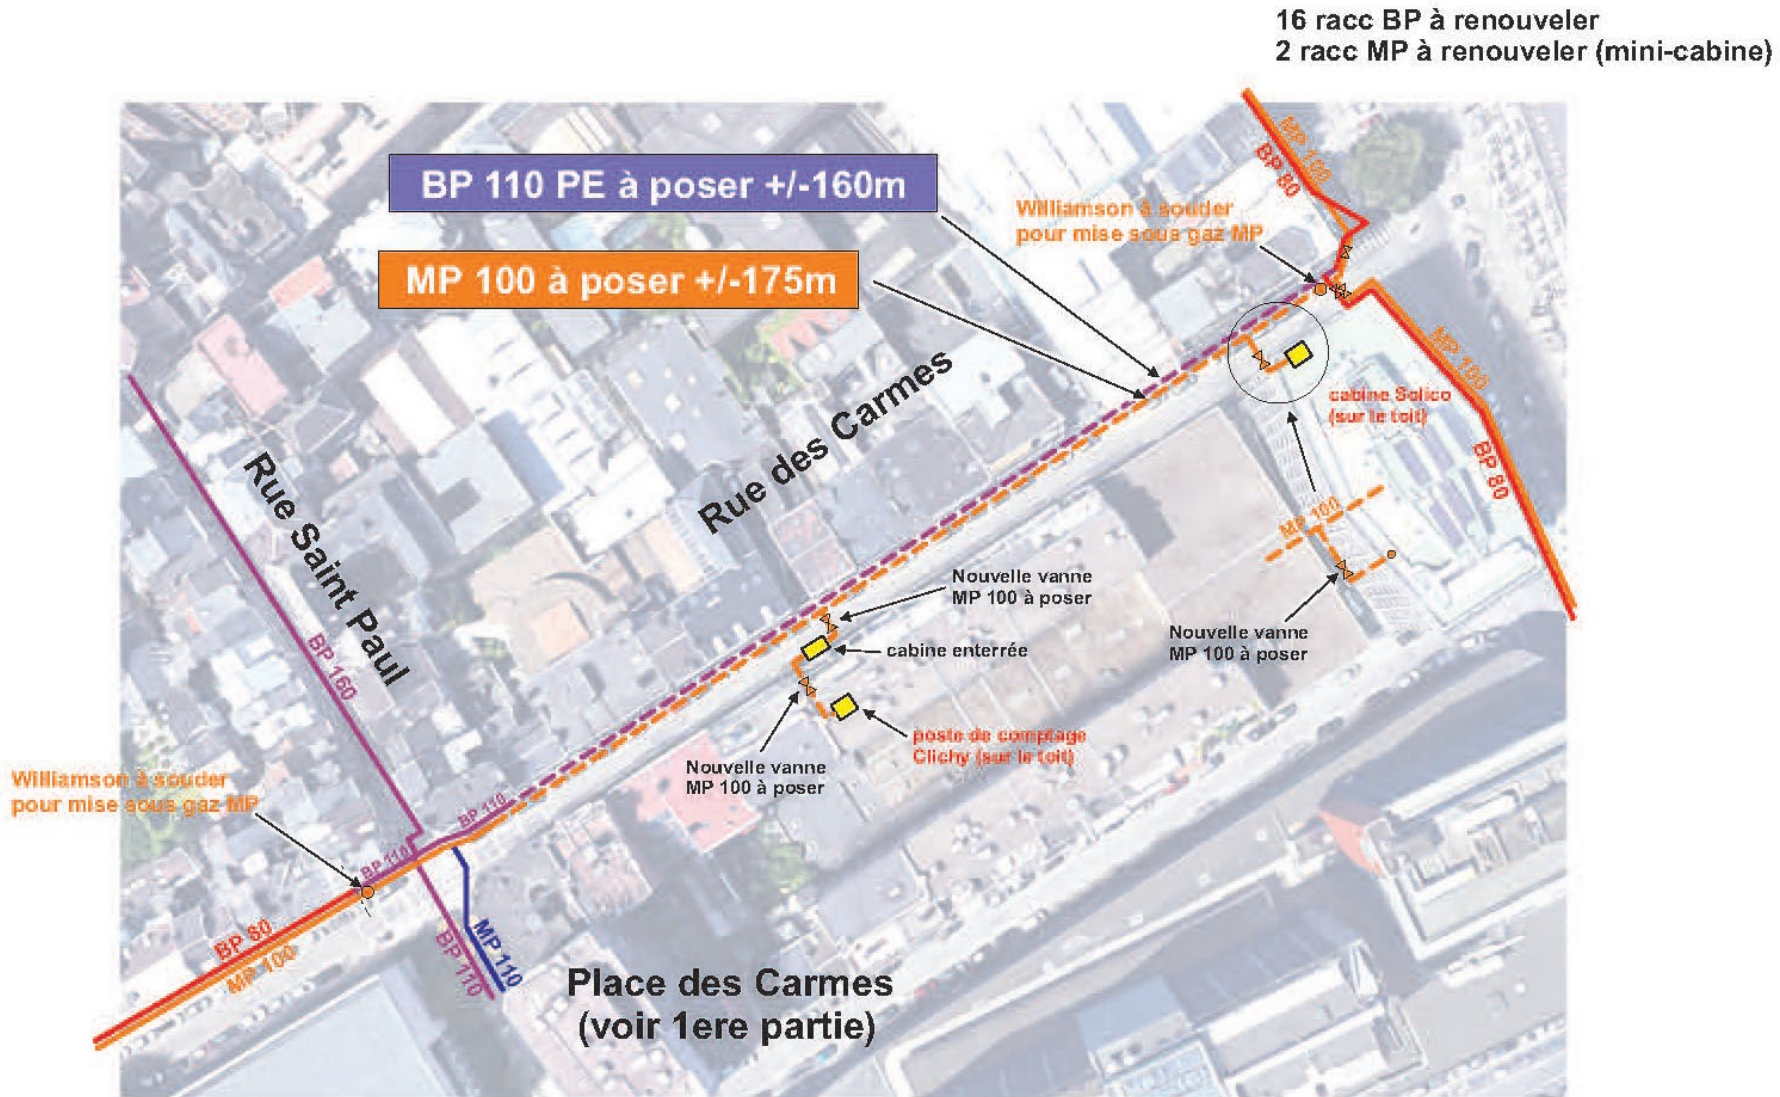 16 racc BP à renouveler
2 racc MP à renouveler (mini-cabine)
BP 110 PE à poser +/-160m
MP 100 à poser +/-175m
Williamson à souder
pour mise sous gaz MP
MP 100
BP 80
MP 100
BP 80
cabine Solico
(sur le toit)
Rue des Carmes
Rue Saint Paul
MP 100
Nouvelle vanne
MP 100 à poser
cabine enterrée
Nouvelle vanne
MP 100 à poser
BP 160
poste de comptage
Clichy (sur le toit)
Nouvelle vanne
MP 100 à poser
Williamson à souder
pour mise sous gaz MP
BP 110
BP 110
BP 80
MP 100
BP 110
MP 110
Place des Carmes
(voir 1ere partie)